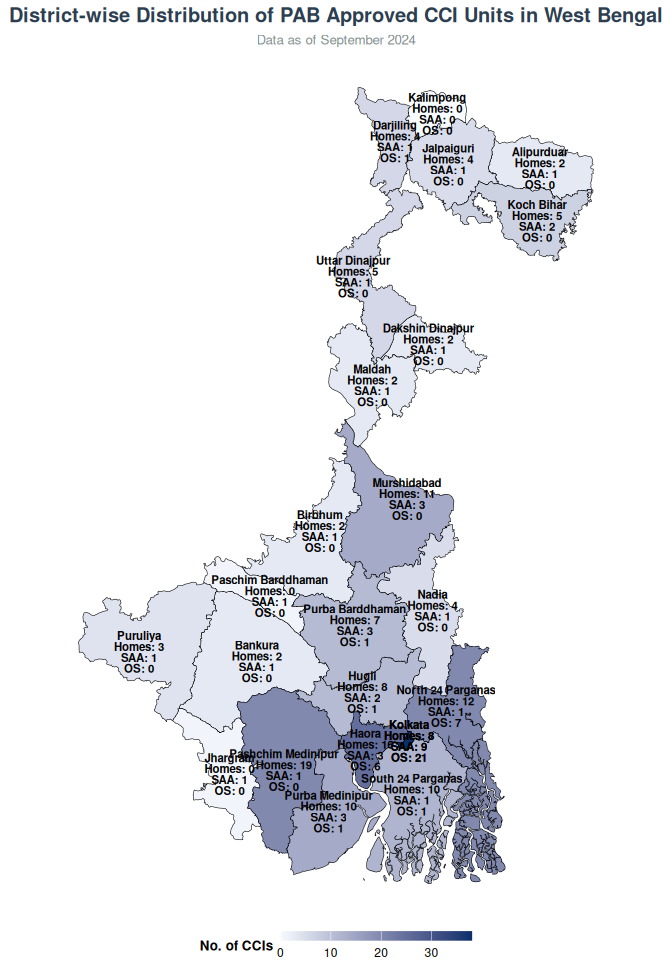 District-wise Distribution of PAB Approved CCI Units in West Bengal
Data as of September 2024
Kalimpong
Homes: 0
SAA: 0
OS: 0
Darjiling
Homes: 4
SAA: 1
OS: 1
Jalpaiguri
Homes: 4
SAA: 1
OS: 0
Alipurduar
Homes: 2
SAA: 1
OS: 0
Koch Bihar
Homes: 5
SAA: 2
OS: 0
Uttar Dinajpur
Homes: 5
SAA: 1
OS: 0
Dakshin Dinajpur
Homes: 2
SAA: 1
OS: 0
Maldah
Homes: 2
SAA: 1
OS: 0
Murshidabad
Homes: 11
SAA: 3
OS: 0
Birbhum
Homes: 2
SAA: 1
OS: 0
Paschim Barddhaman
Homes: 0
SAA: 1
OS: 0
Purba Barddhaman
Homes: 7
SAA: 3
OS: 1
Nadia
Homes: 4
SAA: 1
OS: 0
Puruliya
Homes: 3
SAA: 1
OS: 0
Bankura
Homes: 2
SAA: 1
OS: 0
Hugli
Homes: 8
SAA: 2
OS: 1
North 24 Parganas
Homes: 12
SAA: 1
OS: 7
Kolkata
Homes: 8
SAA: 9
OS: 21
Haora
Homes: 16
SAA: 3
OS: 6
Jhargram
Homes: 0
SAA: 1
OS: 0
Pashchim Medinipur
Homes: 19
SAA: 1
OS: 0
South 24 Parganas
Homes: 10
SAA: 1
OS: 1
Purba Medinipur
Homes: 10
SAA: 3
OS: 1
No. of CCIs
0 10 20 30